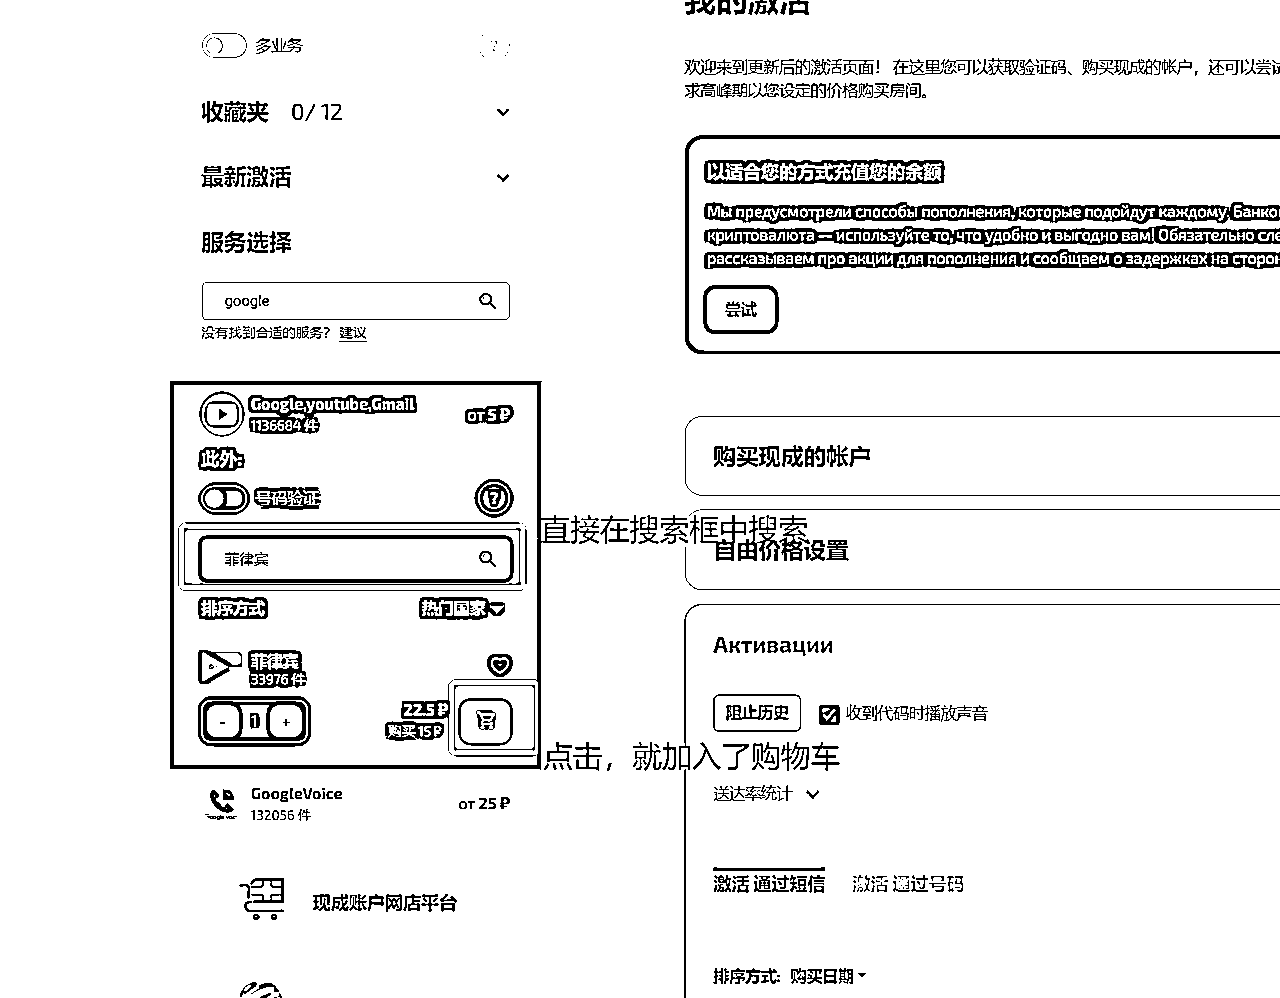 多业务
?
收藏夹 0/ 12
最新激活
服务选择
google
没有找到合适的服务? 建议
Google,youtube,Gmail
1136684 件
от 5 ₽
此外:
号码验证
?
菲律宾
排序方式
热门国家
菲律宾
33976 件
- 1 +
22.5 ₽
购买 15 ₽
GoogleVoice
132056 件
от 25 ₽
现成账户网店平台
直接在搜索框中搜索
点击，就加入了购物车
我的激活
欢迎来到更新后的激活页面！ 在这里您可以获取验证码、购买现成的帐户，还可以尝试
求高峰期以您设定的价格购买房间。
以适合您的方式充值您的余额
Мы предусмотрели способы пополнения, которые подойдут каждому. Банко
криптовалюта — используйте то, что удобно и выгодно вам! Обязательно сле
рассказываем про акции для пополнения и сообщаем о задержках на сторон
尝试
购买现成的帐户
自由价格设置
Активации
阻止历史
收到代码时播放声音
送达率统计
激活 通过短信
激活 通过号码
排序方式: 购买日期